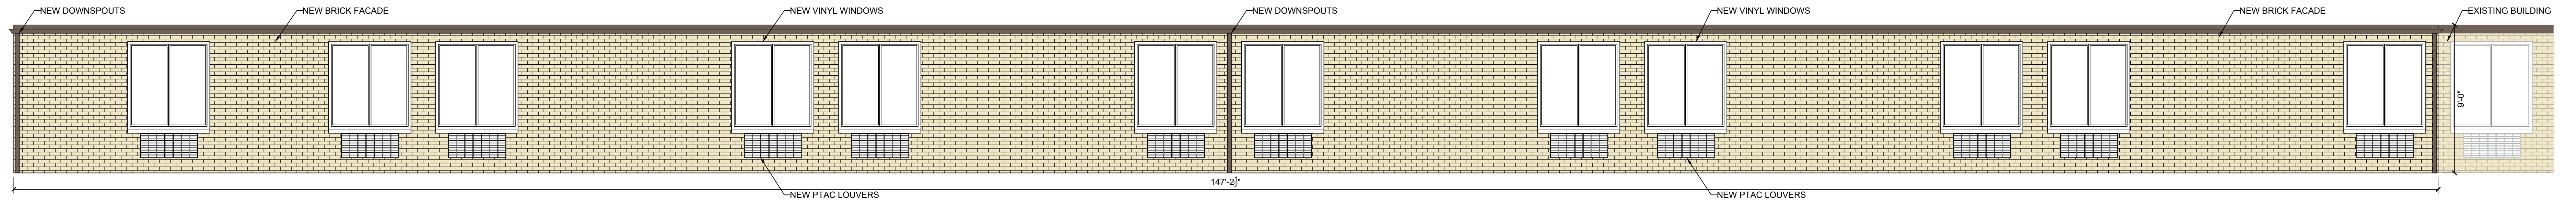 NEW DOWNSPOUTS
NEW BRICK FACADE
NEW VINYL WINDOWS
NEW DOWNSPOUTS
NEW VINYL WINDOWS
NEW BRICK FACADE
EXISTING BUILDING
9'-0"
147'-2½"
NEW PTAC LOUVERS
NEW PTAC LOUVERS